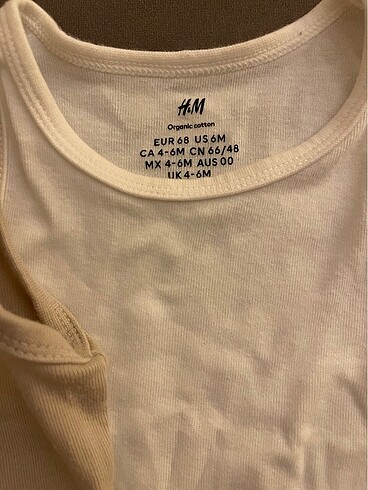 H&M
Organic cotton
EUR 68 US 6M
CA 4-6M CN 66/48
MX 4-6M AUS 00
UK 4-6M